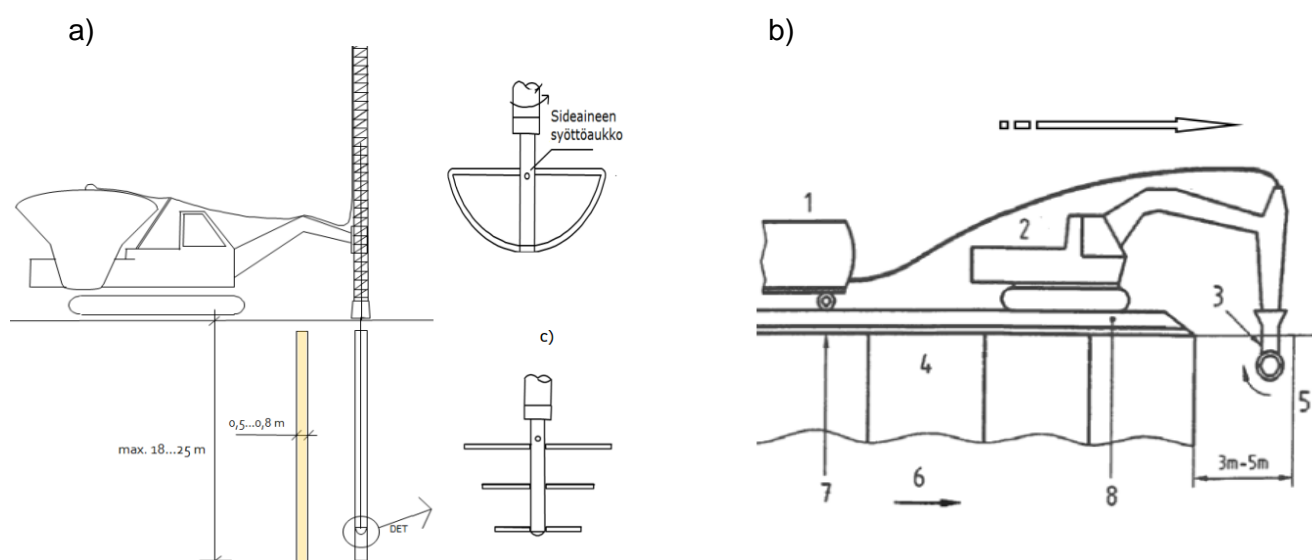 a)
Sideaineen
syöttöaukko
c)
0,5...0,8 m
max. 18...25 m
DET
b)
1
2
3
4
5
3m-5m
6
7
8